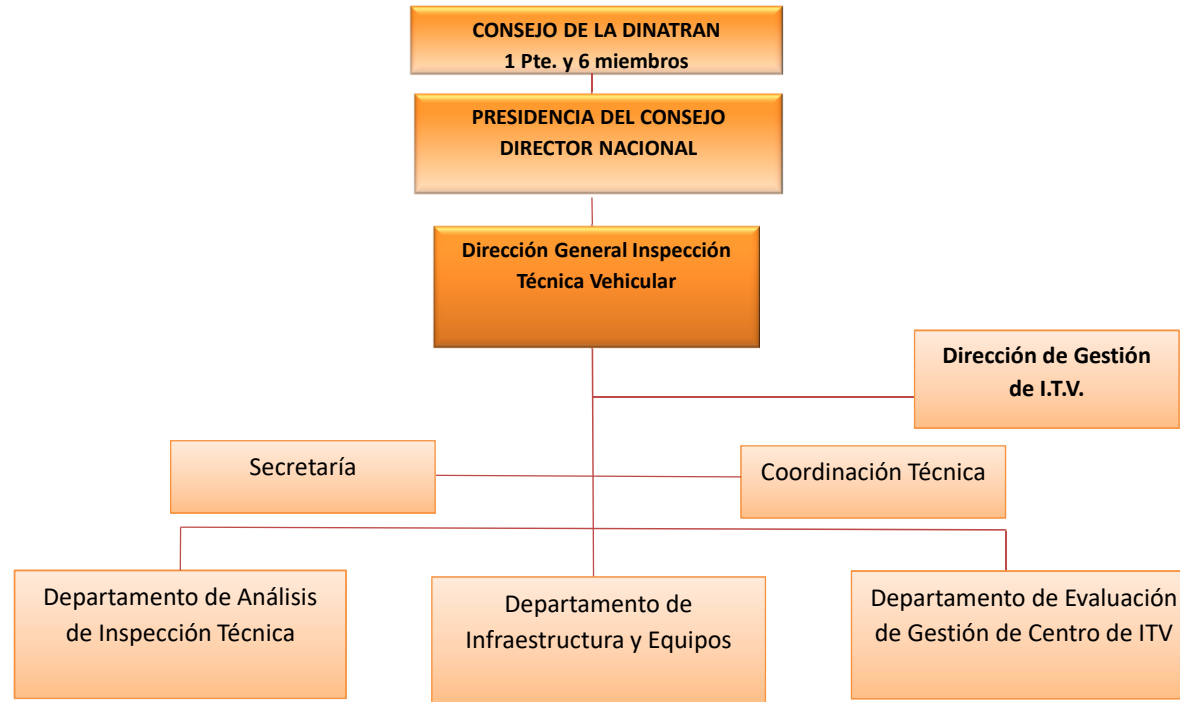 CONSEJO DE LA DINATRAN
1 Pte. y 6 miembros
PRESIDENCIA DEL CONSEJO
DIRECTOR NACIONAL
Dirección General Inspección
Técnica Vehicular
Dirección de Gestión
de I.T.V.
Secretaría
Coordinación Técnica
Departamento de Análisis
de Inspección Técnica
Departamento de
Infraestructura y Equipos
Departamento de Evaluación
de Gestión de Centro de ITV